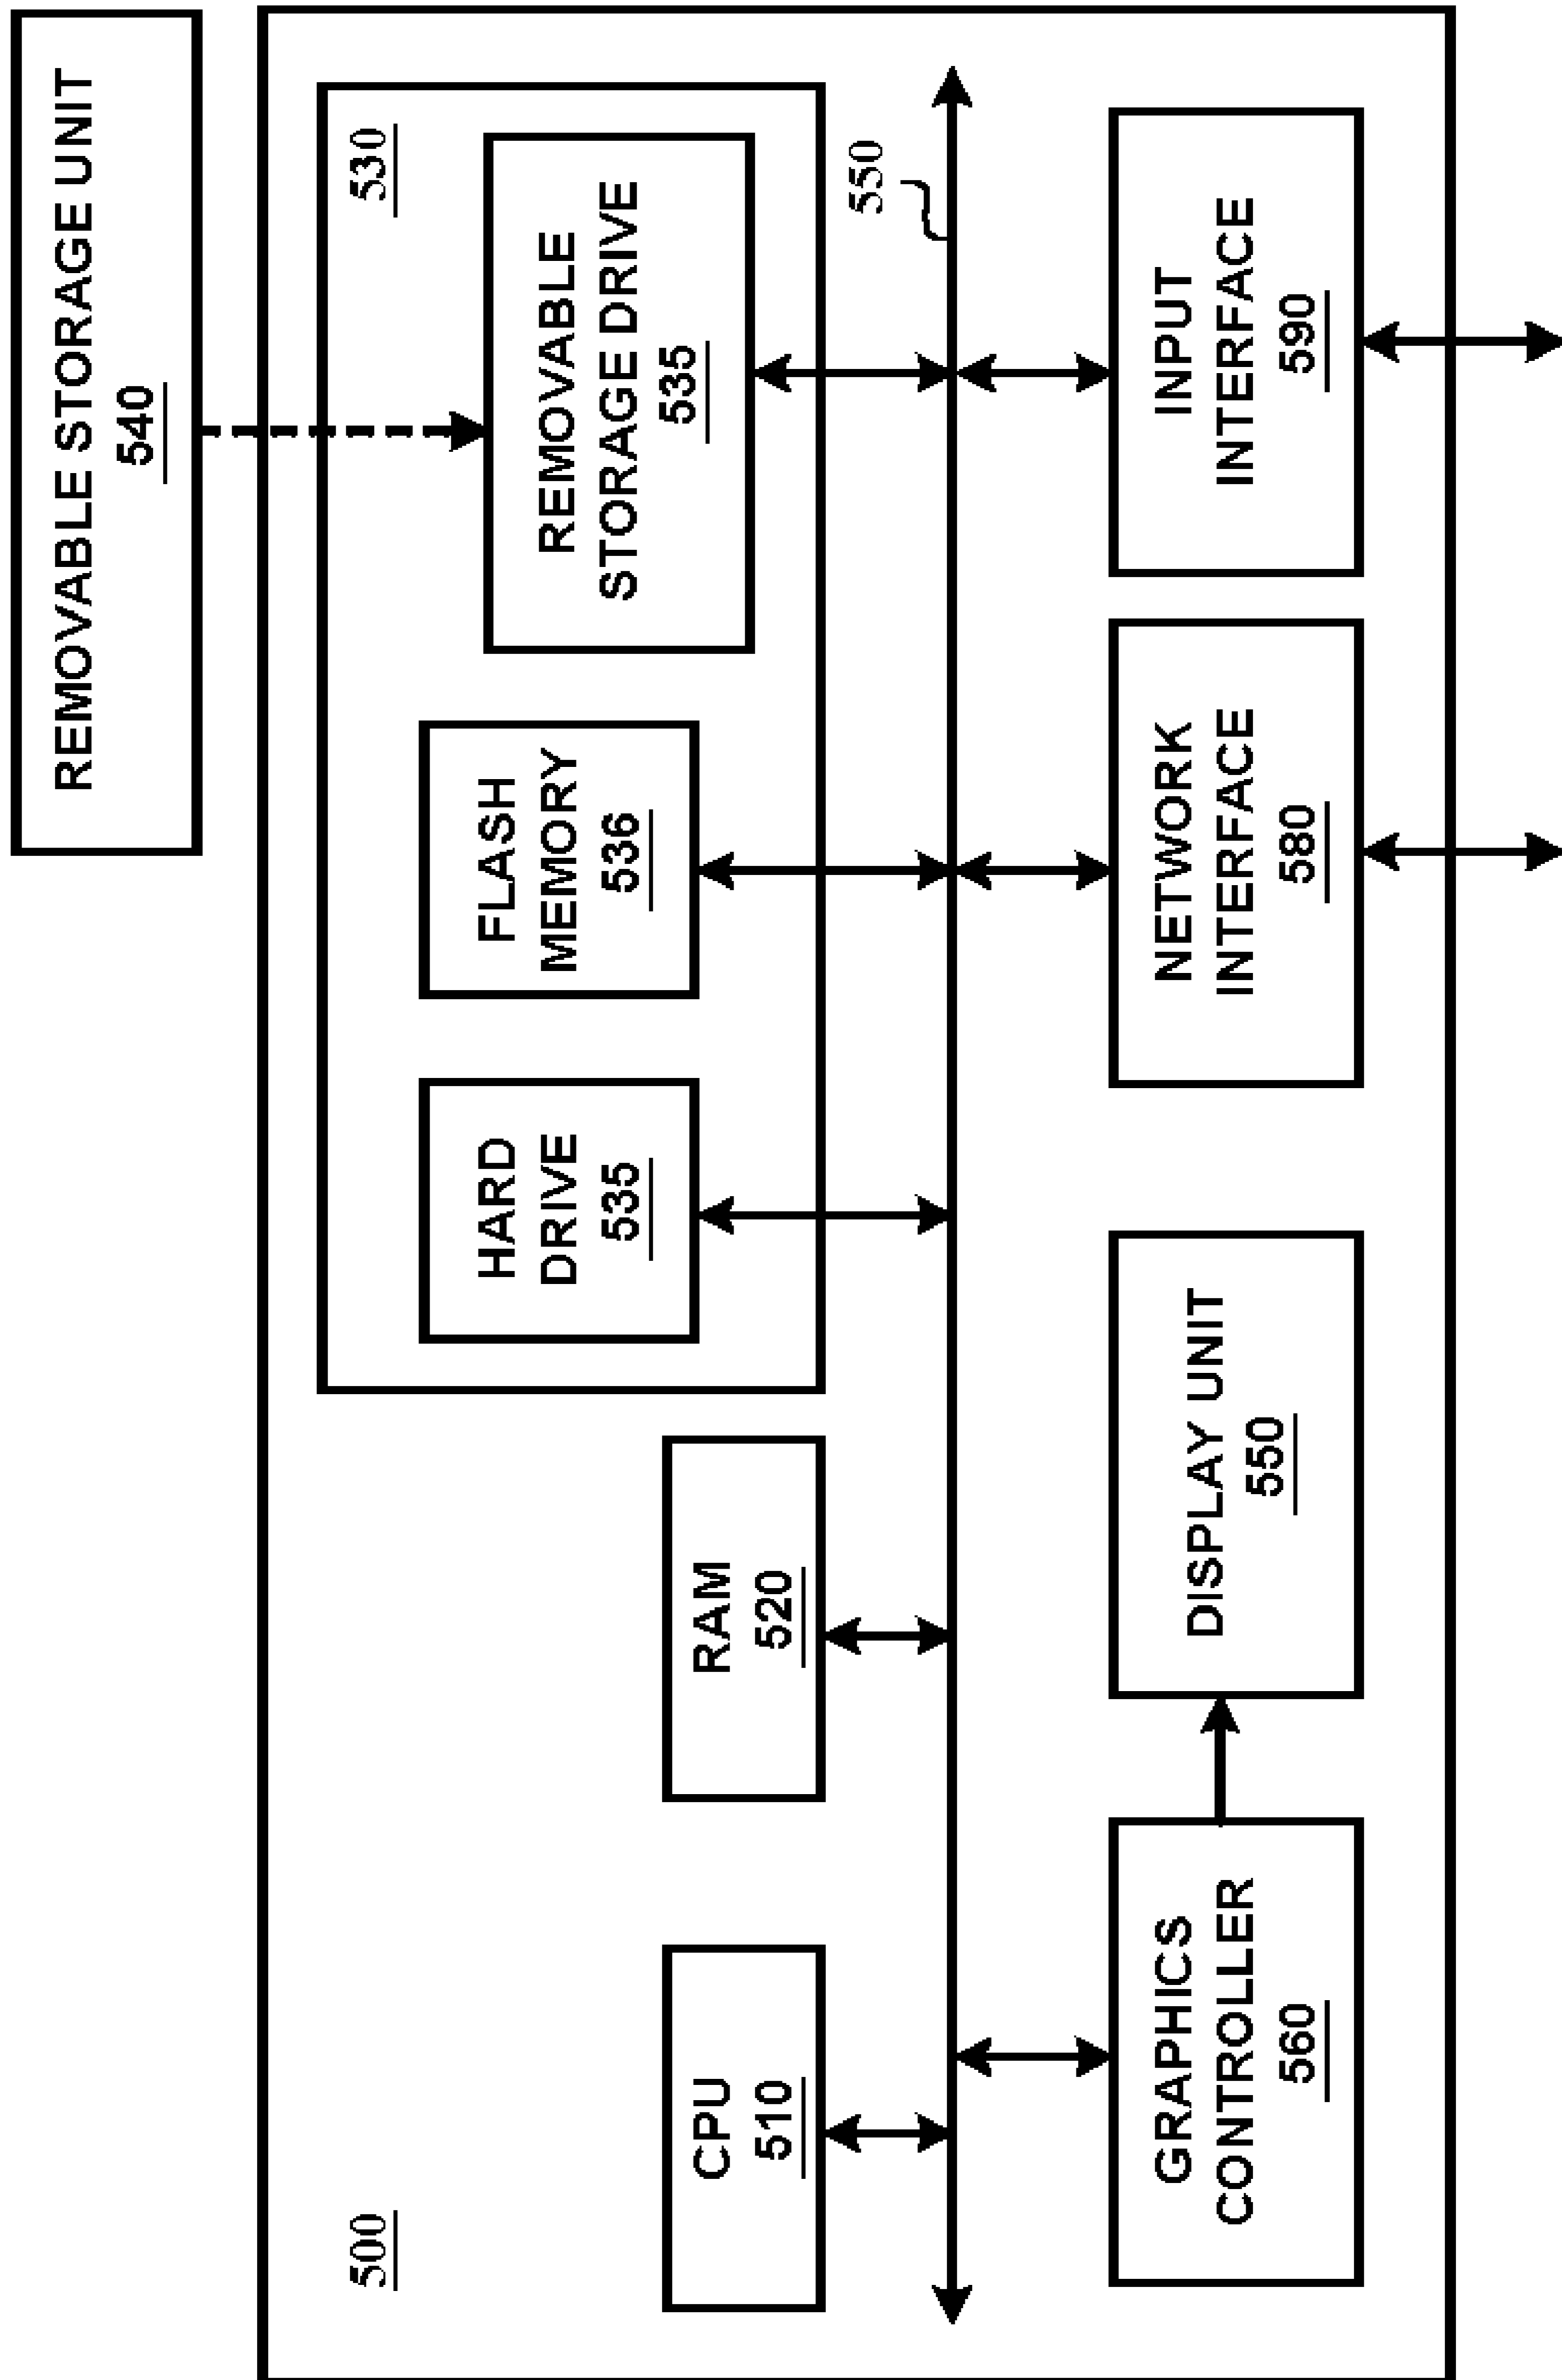 REMOVABLE STORAGE UNIT
540
500
530
HARD
DRIVE
535
FLASH
MEMORY
536
REMOVABLE
STORAGE DRIVE
535
CPU
510
RAM
520
550
GRAPHICS
CONTROLLER
560
DISPLAY UNIT
550
NETWORK
INTERFACE
580
INPUT
INTERFACE
590